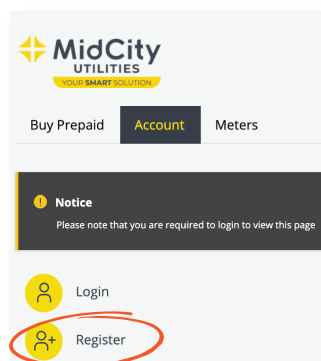 MidCity
UTILITIES
YOUR SMART SOLUTION
Buy Prepaid Account Meters
Notice
Please note that you are required to login to view this page
Login
Register